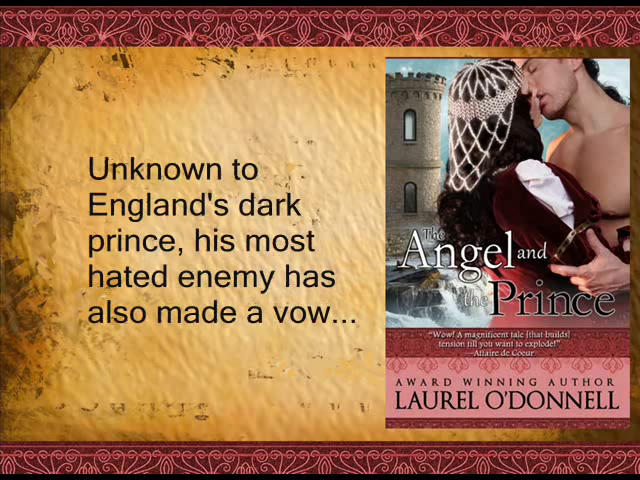 Unknown to
England's dark
prince, his most
hated enemy has
also made a vow...
The
Angel and
the Prince
"Wow! A magnificent tale [that builds]
tension till you want to explode!"
—Affaire de Coeur
AWARD WINNING AUTHOR
LAUREL O'DONNELL